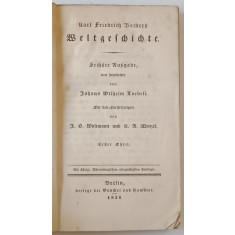 Karl Friedrich Beckers
Weltgeschichte.
Sechste Ausgabe,
neu bearbeitet
von
Johann Wilhelm Loebell.
Mit den Fortsetzungen
von
J. G. Woltmann und K. A. Menzel.
Erster Theil.
Berlin,
verlegt bei Duncker und Humblot.
1828